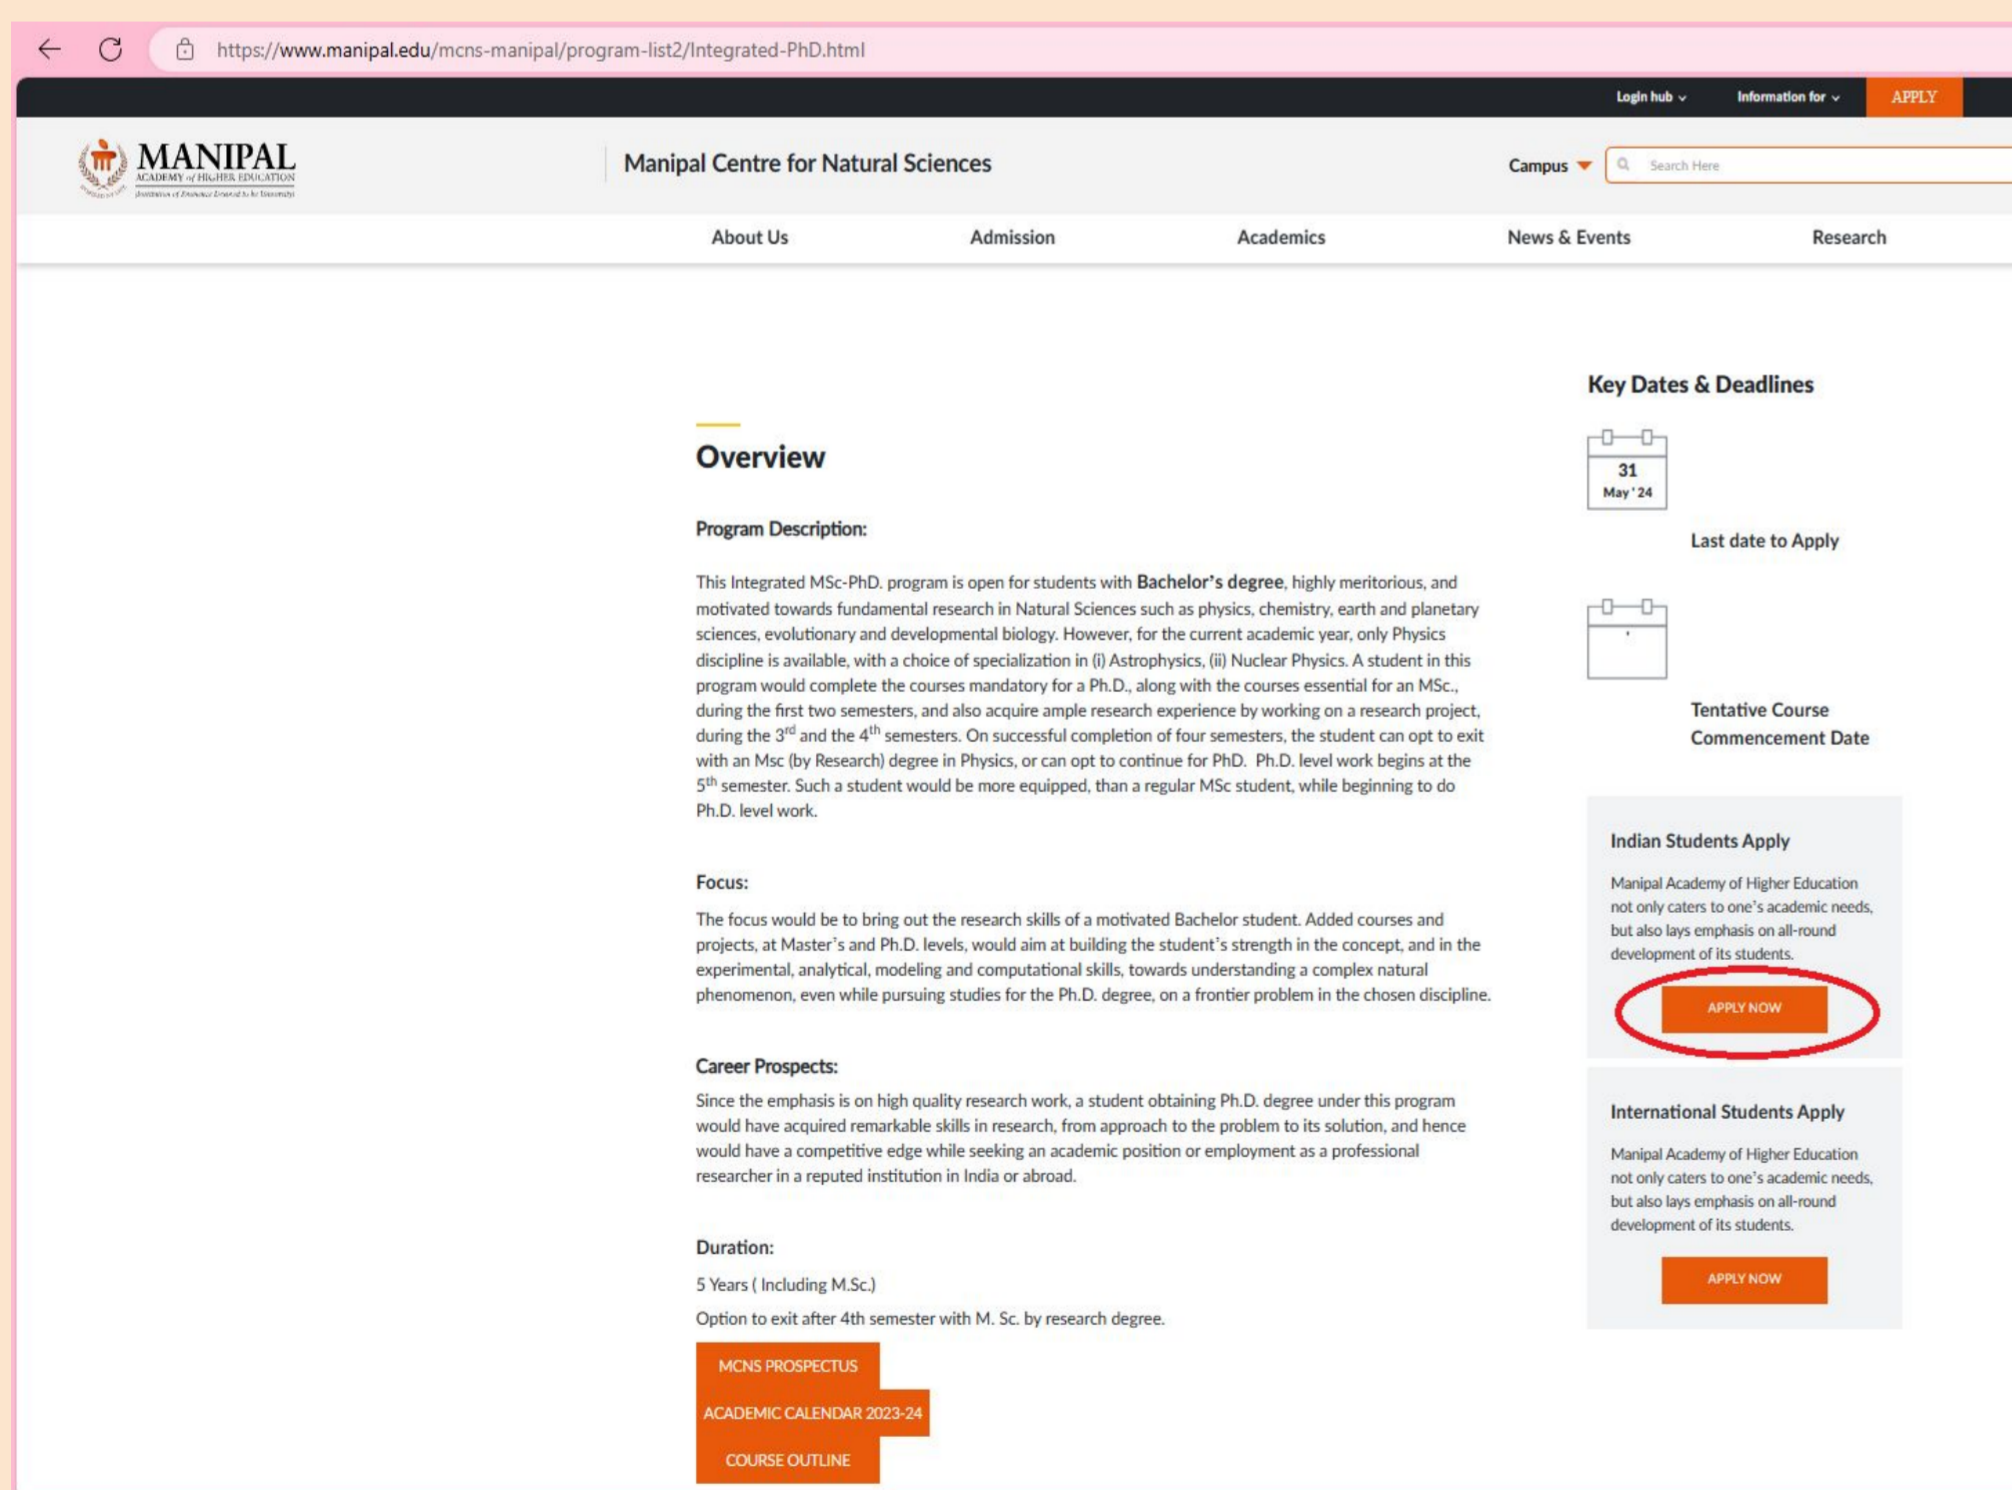 https://www.manipal.edu/mcns-manipal/program-list2/Integrated-PhD.html
Login hub Information for APPLY
MANIPAL
ACADEMY of HIGHER EDUCATION
(Institution of Eminence Deemed to be University)
Manipal Centre for Natural Sciences
Campus Search Here
About Us Admission Academics News & Events Research
Overview
Program Description:
This Integrated MSc-PhD. program is open for students with Bachelor's degree, highly meritorious, and
motivated towards fundamental research in Natural Sciences such as physics, chemistry, earth and planetary
sciences, evolutionary and developmental biology. However, for the current academic year, only Physics
discipline is available, with a choice of specialization in (i) Astrophysics, (ii) Nuclear Physics. A student in this
program would complete the courses mandatory for a Ph.D., along with the courses essential for an MSc.,
during the first two semesters, and also acquire ample research experience by working on a research project,
during the 3rd and the 4th semesters. On successful completion of four semesters, the student can opt to exit
with an Msc (by Research) degree in Physics, or can opt to continue for PhD. Ph.D. level work begins at the
5th semester. Such a student would be more equipped, than a regular MSc student, while beginning to do
Ph.D. level work.
Focus:
The focus would be to bring out the research skills of a motivated Bachelor student. Added courses and
projects, at Master's and Ph.D. levels, would aim at building the student's strength in the concept, and in the
experimental, analytical, modeling and computational skills, towards understanding a complex natural
phenomenon, even while pursuing studies for the Ph.D. degree, on a frontier problem in the chosen discipline.
Career Prospects:
Since the emphasis is on high quality research work, a student obtaining Ph.D. degree under this program
would have acquired remarkable skills in research, from approach to the problem to its solution, and hence
would have a competitive edge while seeking an academic position or employment as a professional
researcher in a reputed institution in India or abroad.
Duration:
5 Years ( Including M.Sc.)
Option to exit after 4th semester with M. Sc. by research degree.
MCNS PROSPECTUS
ACADEMIC CALENDAR 2023-24
COURSE OUTLINE
Key Dates & Deadlines
31
May ' 24
Last date to Apply
'
Tentative Course
Commencement Date
Indian Students Apply
Manipal Academy of Higher Education
not only caters to one's academic needs,
but also lays emphasis on all-round
development of its students.
APPLY NOW
International Students Apply
Manipal Academy of Higher Education
not only caters to one's academic needs,
but also lays emphasis on all-round
development of its students.
APPLY NOW